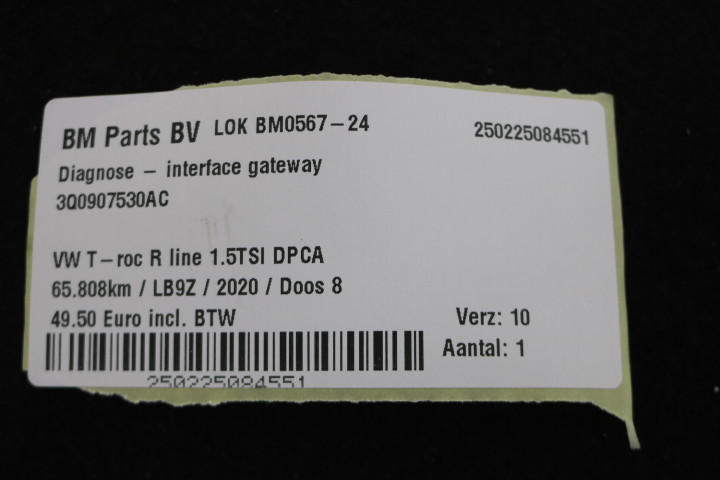 BM Parts BV LOK BM0567-24 250225084551
Diagnose - interface gateway
3Q0907530AC
VW T-roc R line 1.5TSI DPCA
65.808km / LB9Z / 2020 / Doos 8
49.50 Euro incl. BTW Verz: 10
Aantal: 1
250225084551